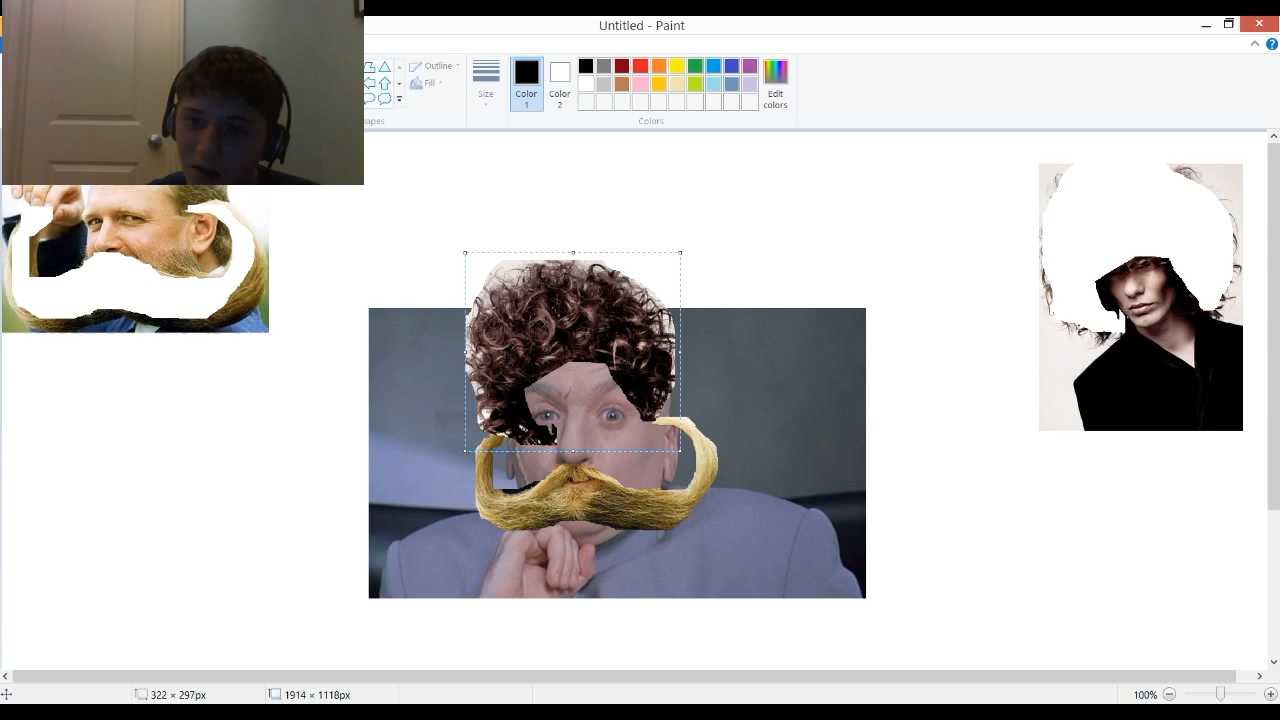 Untitled - Paint
Outline
Fill
Size
Color
1
Color
2
Edit
colors
apes
Colors
322 × 297px
1914 × 1118px
100%